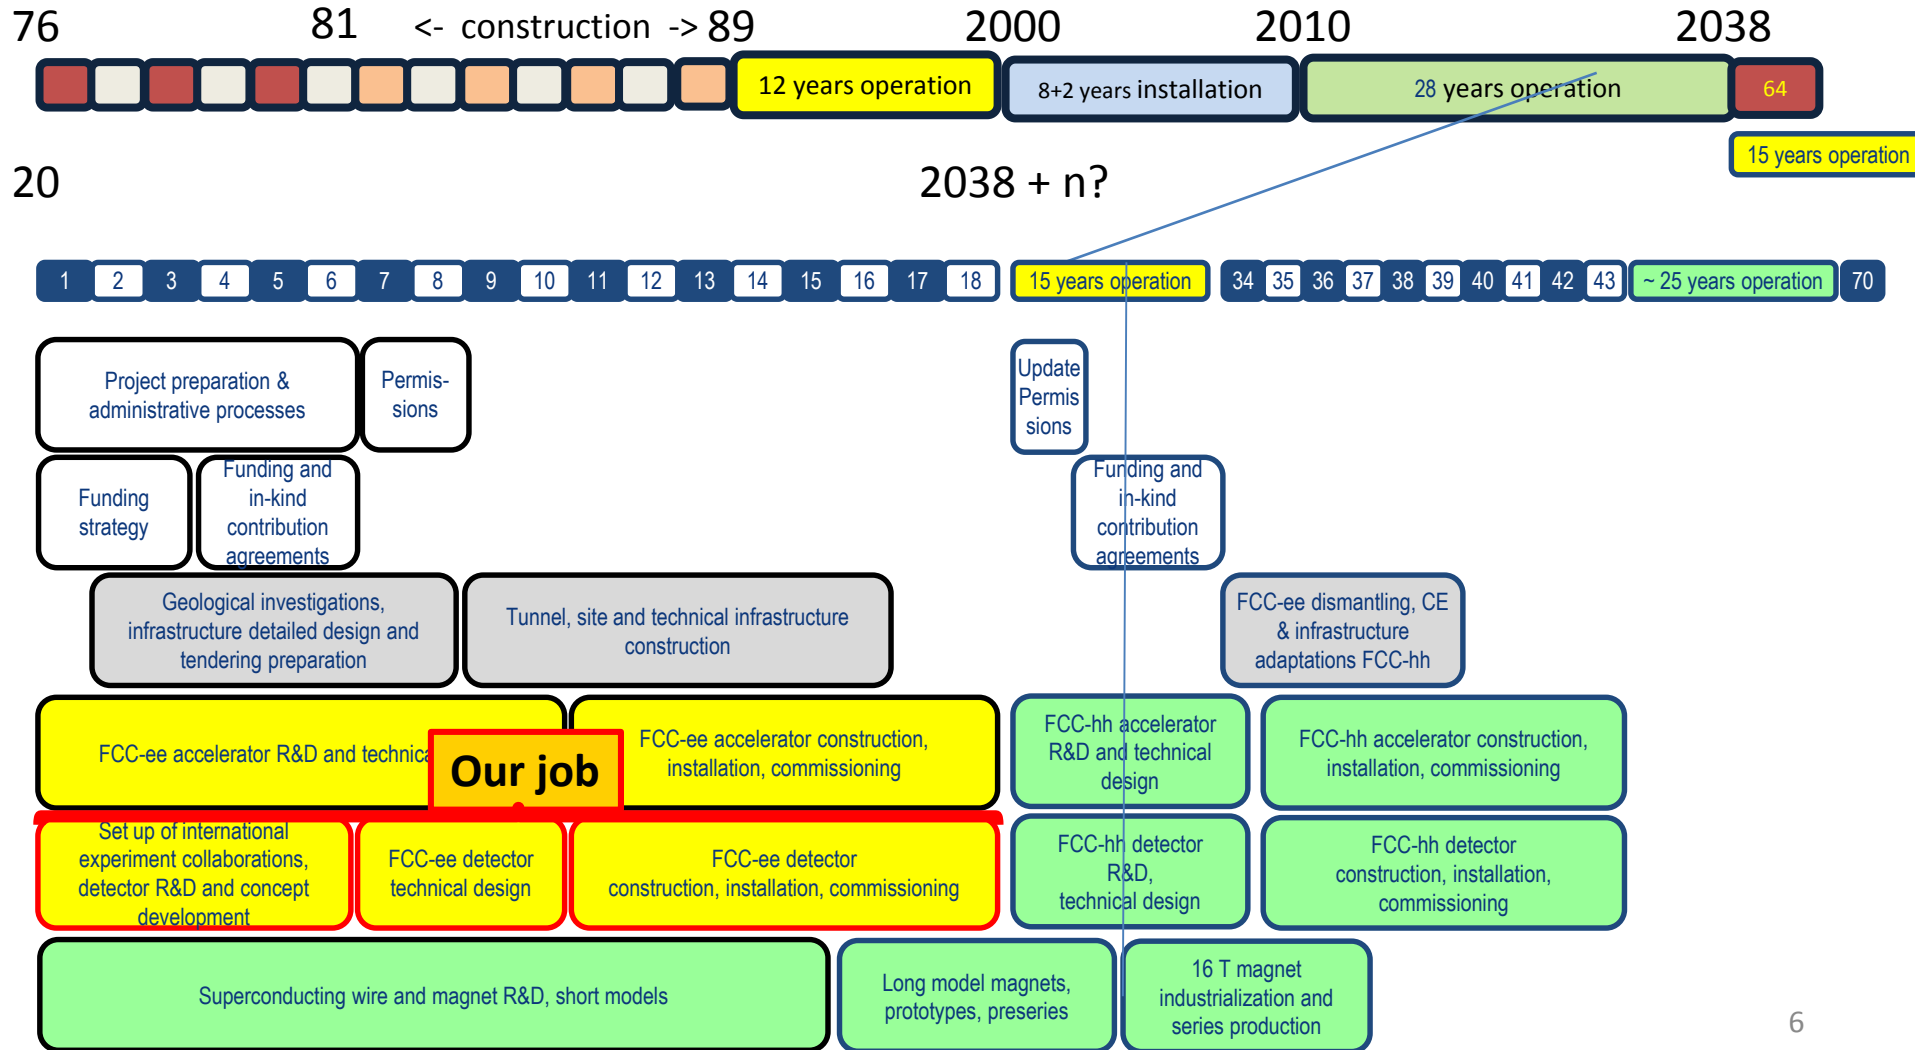 76 81 <- construction -> 89 2000 2010 2038
12 years operation 8+2 years installation 28 years operation 64
15 years operation
20 2038 + n?
1 2 3 4 5 6 7 8 9 10 11 12 13 14 15 16 17 18 15 years operation 34 35 36 37 38 39 40 41 42 43 ~ 25 years operation 70
Project preparation &
administrative processes
Permis-
sions
Update
Permis
sions
Funding
strategy
Funding and
in-kind
contribution
agreements
Funding and
in-kind
contribution
agreements
Geological investigations,
infrastructure detailed design and
tendering preparation
Tunnel, site and technical infrastructure
construction
FCC-ee dismantling, CE
& infrastructure
adaptations FCC-hh
FCC-ee accelerator R&D and technic
Our job
FCC-ee accelerator construction,
installation, commissioning
FCC-hh accelerator
R&D and technical
design
FCC-hh accelerator construction,
installation, commissioning
Set up of international
experiment collaborations,
detector R&D and concept
development
FCC-ee detector
technical design
FCC-ee detector
construction, installation, commissioning
FCC-hh detector
R&D,
technical design
FCC-hh detector
construction, installation,
commissioning
Superconducting wire and magnet R&D, short models
Long model magnets,
prototypes, preseries
16 T magnet
industrialization and
series production
6